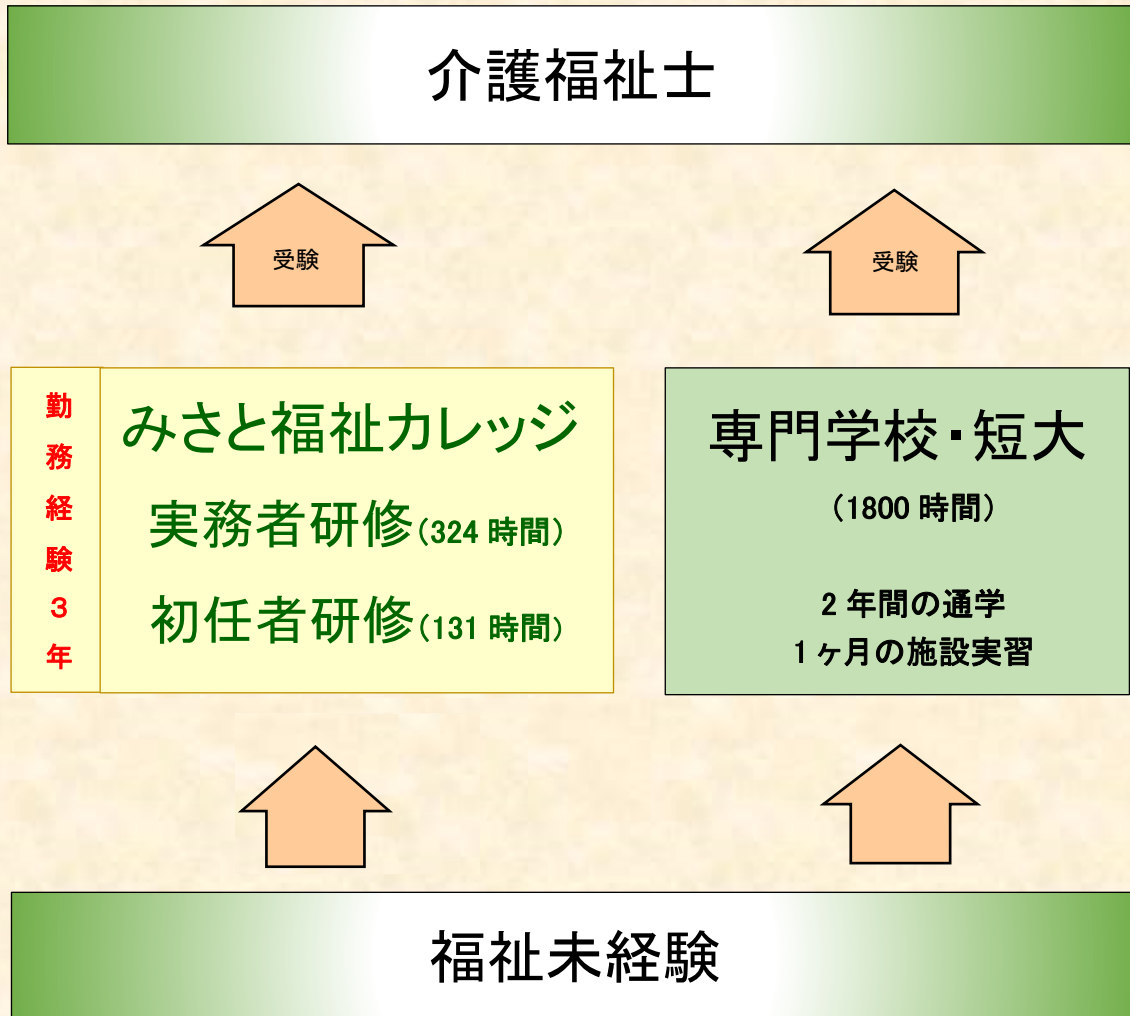 介護福祉士
受験
受験
勤務経験３年
みさと福祉カレッジ
実務者研修(324 時間)
初任者研修(131 時間)
専門学校・短大
(1800 時間)
2 年間の通学
1 ヶ月の施設実習
福祉未経験